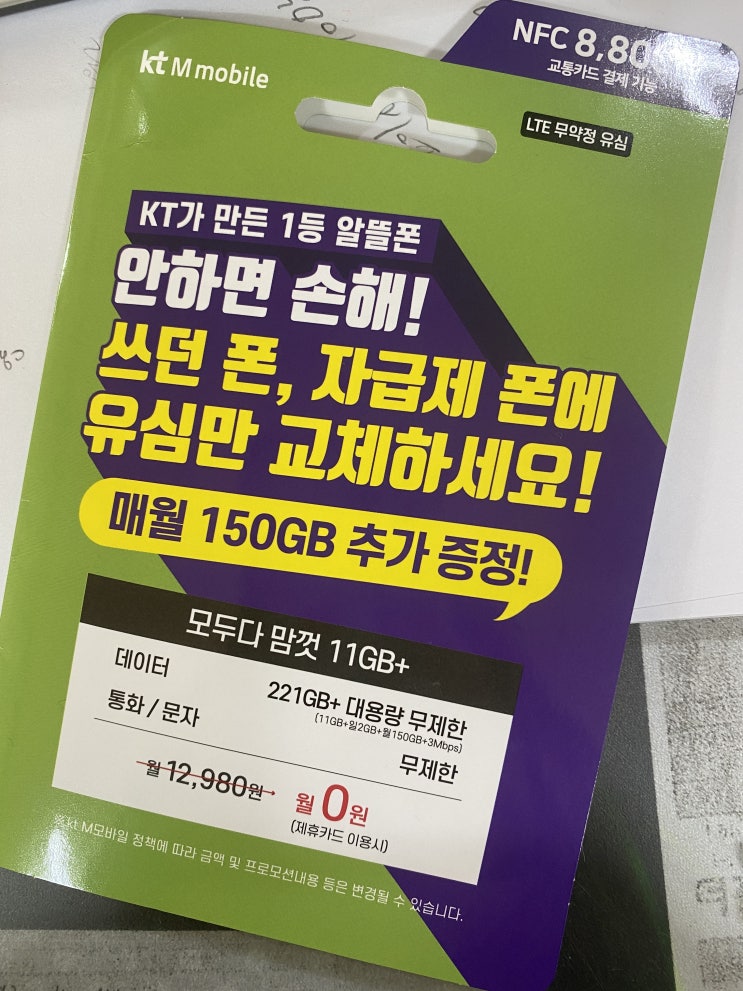 kt M mobile
NFC 8,80
교통카드 결제 가능
LTE 무약정 유심
KT가 만든 1등 알뜰폰
안하면 손해!
쓰던 폰, 자급제 폰에
유심만 교체하세요!
매월 150GB 추가 증정!
모두다 맘껏 11GB+
데이터 221GB+ 대용량 무제한
(11GB+일2GB+월150GB+3Mbps)
통화 / 문자 무제한
월 12,980원 → 월 0원
(제휴카드 이용시)
※kt M모바일 정책에 따라 금액 및 프로모션내용 등은 변경될 수 있습니다.